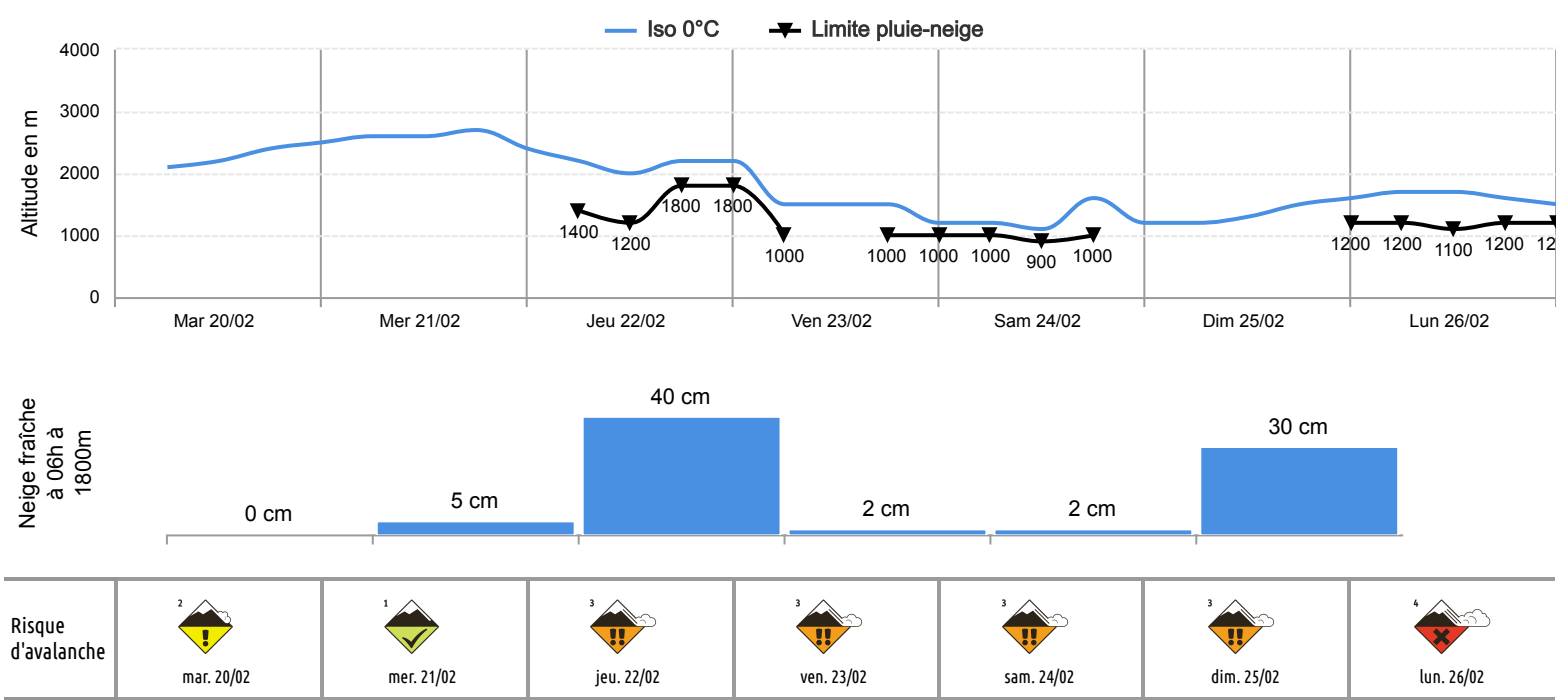 Iso 0°C Limite pluie-neige
4000
3000
2000
1000
0
Altitude en m
1400 1200 1800 1800 1000 1000 1000 1000 900 1000 1200 1200 1100 1200 12
Mar 20/02 Mer 21/02 Jeu 22/02 Ven 23/02 Sam 24/02 Dim 25/02 Lun 26/02
Neige fraîche
à 06h à
1800m
0 cm 5 cm 40 cm 2 cm 2 cm 30 cm
Risque
d'avalanche
2 1 3 3 3 3 4
mar. 20/02 mer. 21/02 jeu. 22/02 ven. 23/02 sam. 24/02 dim. 25/02 lun. 26/02